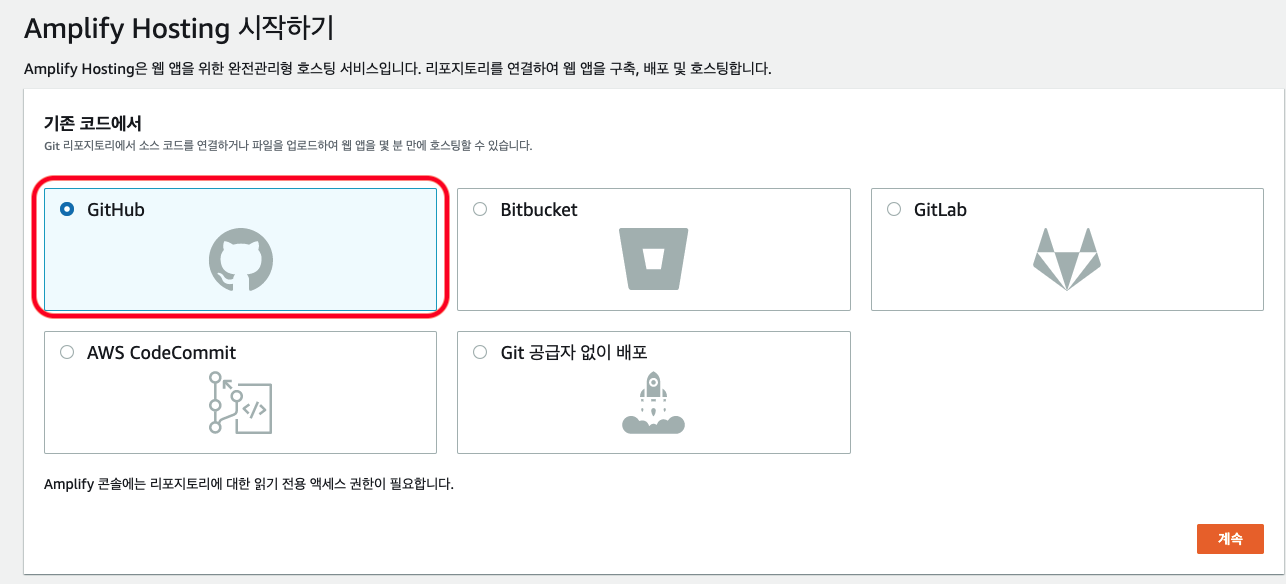 Amplify Hosting 시작하기
Amplify Hosting은 웹 앱을 위한 완전관리형 호스팅 서비스입니다. 리포지토리를 연결하여 웹 앱을 구축, 배포 및 호스팅합니다.
기존 코드에서
Git 리포지토리에서 소스 코드를 연결하거나 파일을 업로드하여 웹 앱을 몇 분 만에 호스팅할 수 있습니다.
GitHub
Bitbucket
GitLab
AWS CodeCommit
Git 공급자 없이 배포
Amplify 콘솔에는 리포지토리에 대한 읽기 전용 액세스 권한이 필요합니다.
계속